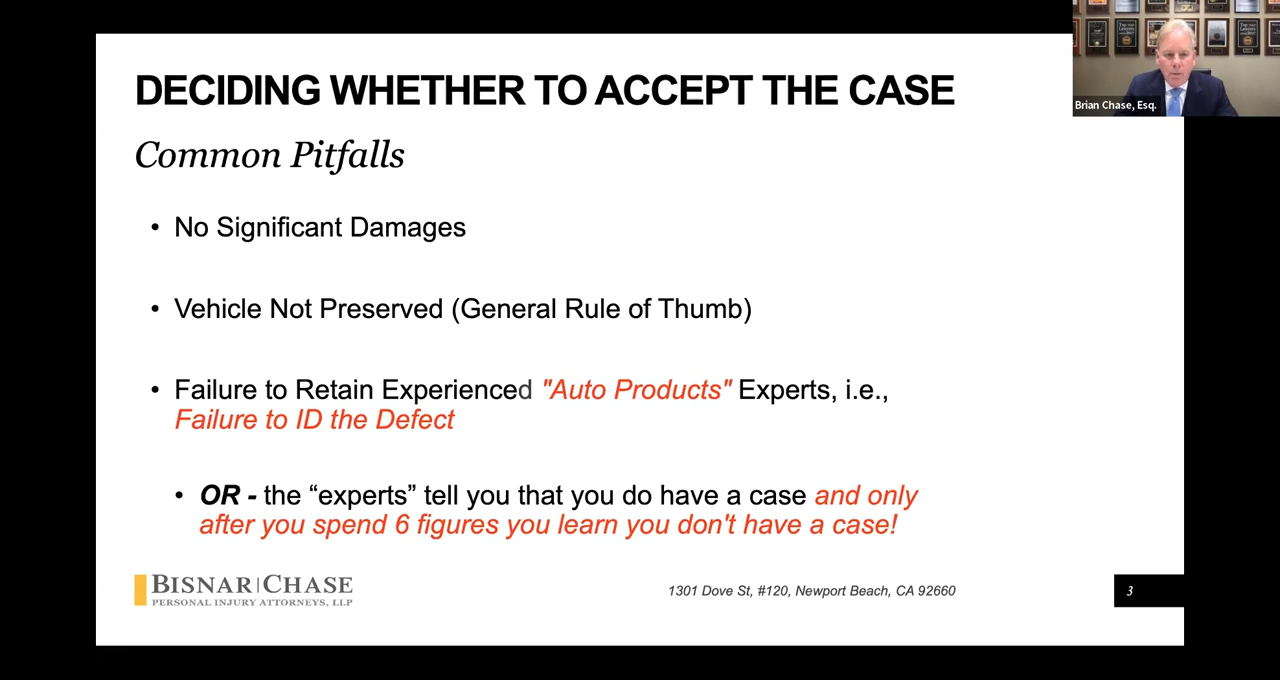 DECIDING WHETHER TO ACCEPT THE CASE
Common Pitfalls
• No Significant Damages
• Vehicle Not Preserved (General Rule of Thumb)
• Failure to Retain Experienced "Auto Products" Experts, i.e.,
Failure to ID the Defect
• OR - the “experts” tell you that you do have a case and only
after you spend 6 figures you learn you don't have a case!
BISNAR|CHASE
PERSONAL INJURY ATTORNEYS, LLP
1301 Dove St, #120, Newport Beach, CA 92660
3
Brian Chase, Esq.